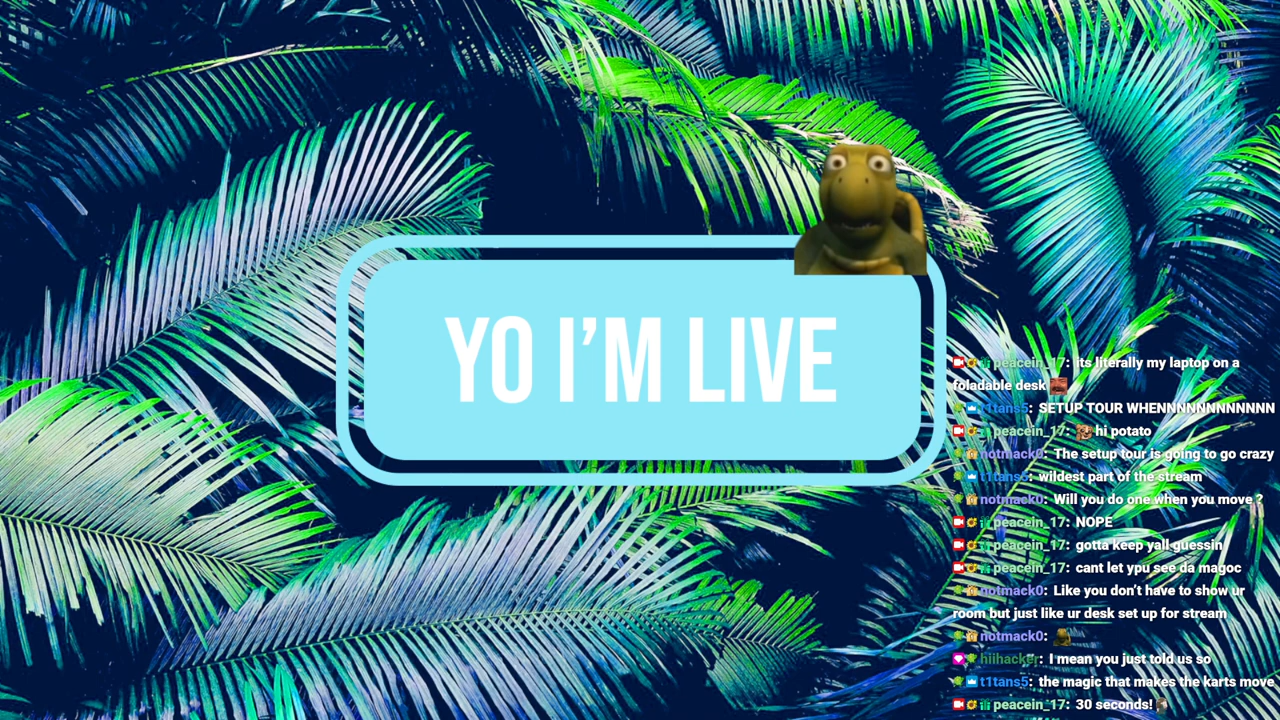 YO I'M LIVE
peacein_17: its literally my laptop on a
foladable desk
t1tans5: SETUP TOUR WHENNNNNNNNNNNN
peacein_17: hi potato
notmack0: The setup tour is going to go crazy
t1tans5: wildest part of the stream
notmack0: Will you do one when you move ?
peacein_17: NOPE
peacein_17: gotta keep yall guessin
peacein_17: cant let ypu see da magoc
notmack0: Like you don't have to show ur
room but just like ur desk set up for stream
notmack0:
hiihacker: I mean you just told us so
t1tans5: the magic that makes the karts move
peacein_17: 30 seconds!